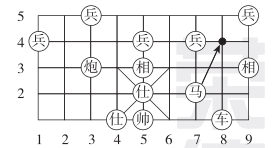 5 兵 兵
4 兵 兵 兵
3 炮 相 相
2 仕 马
仕 帅 车
1 2 3 4 5 6 7 8 9